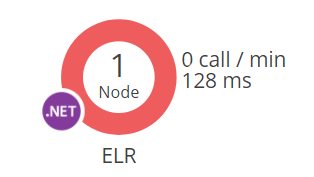 1
Node
0 call / min
128 ms
.NET
ELR